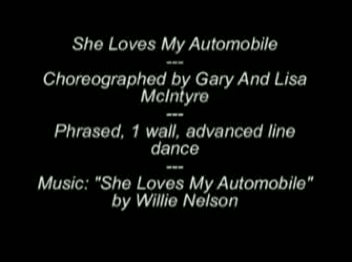 She Loves My Automobile
---
Choreographed by Gary And Lisa
McIntyre
---
Phrased, 1 wall, advanced line
dance
---
Music: "She Loves My Automobile"
by Willie Nelson